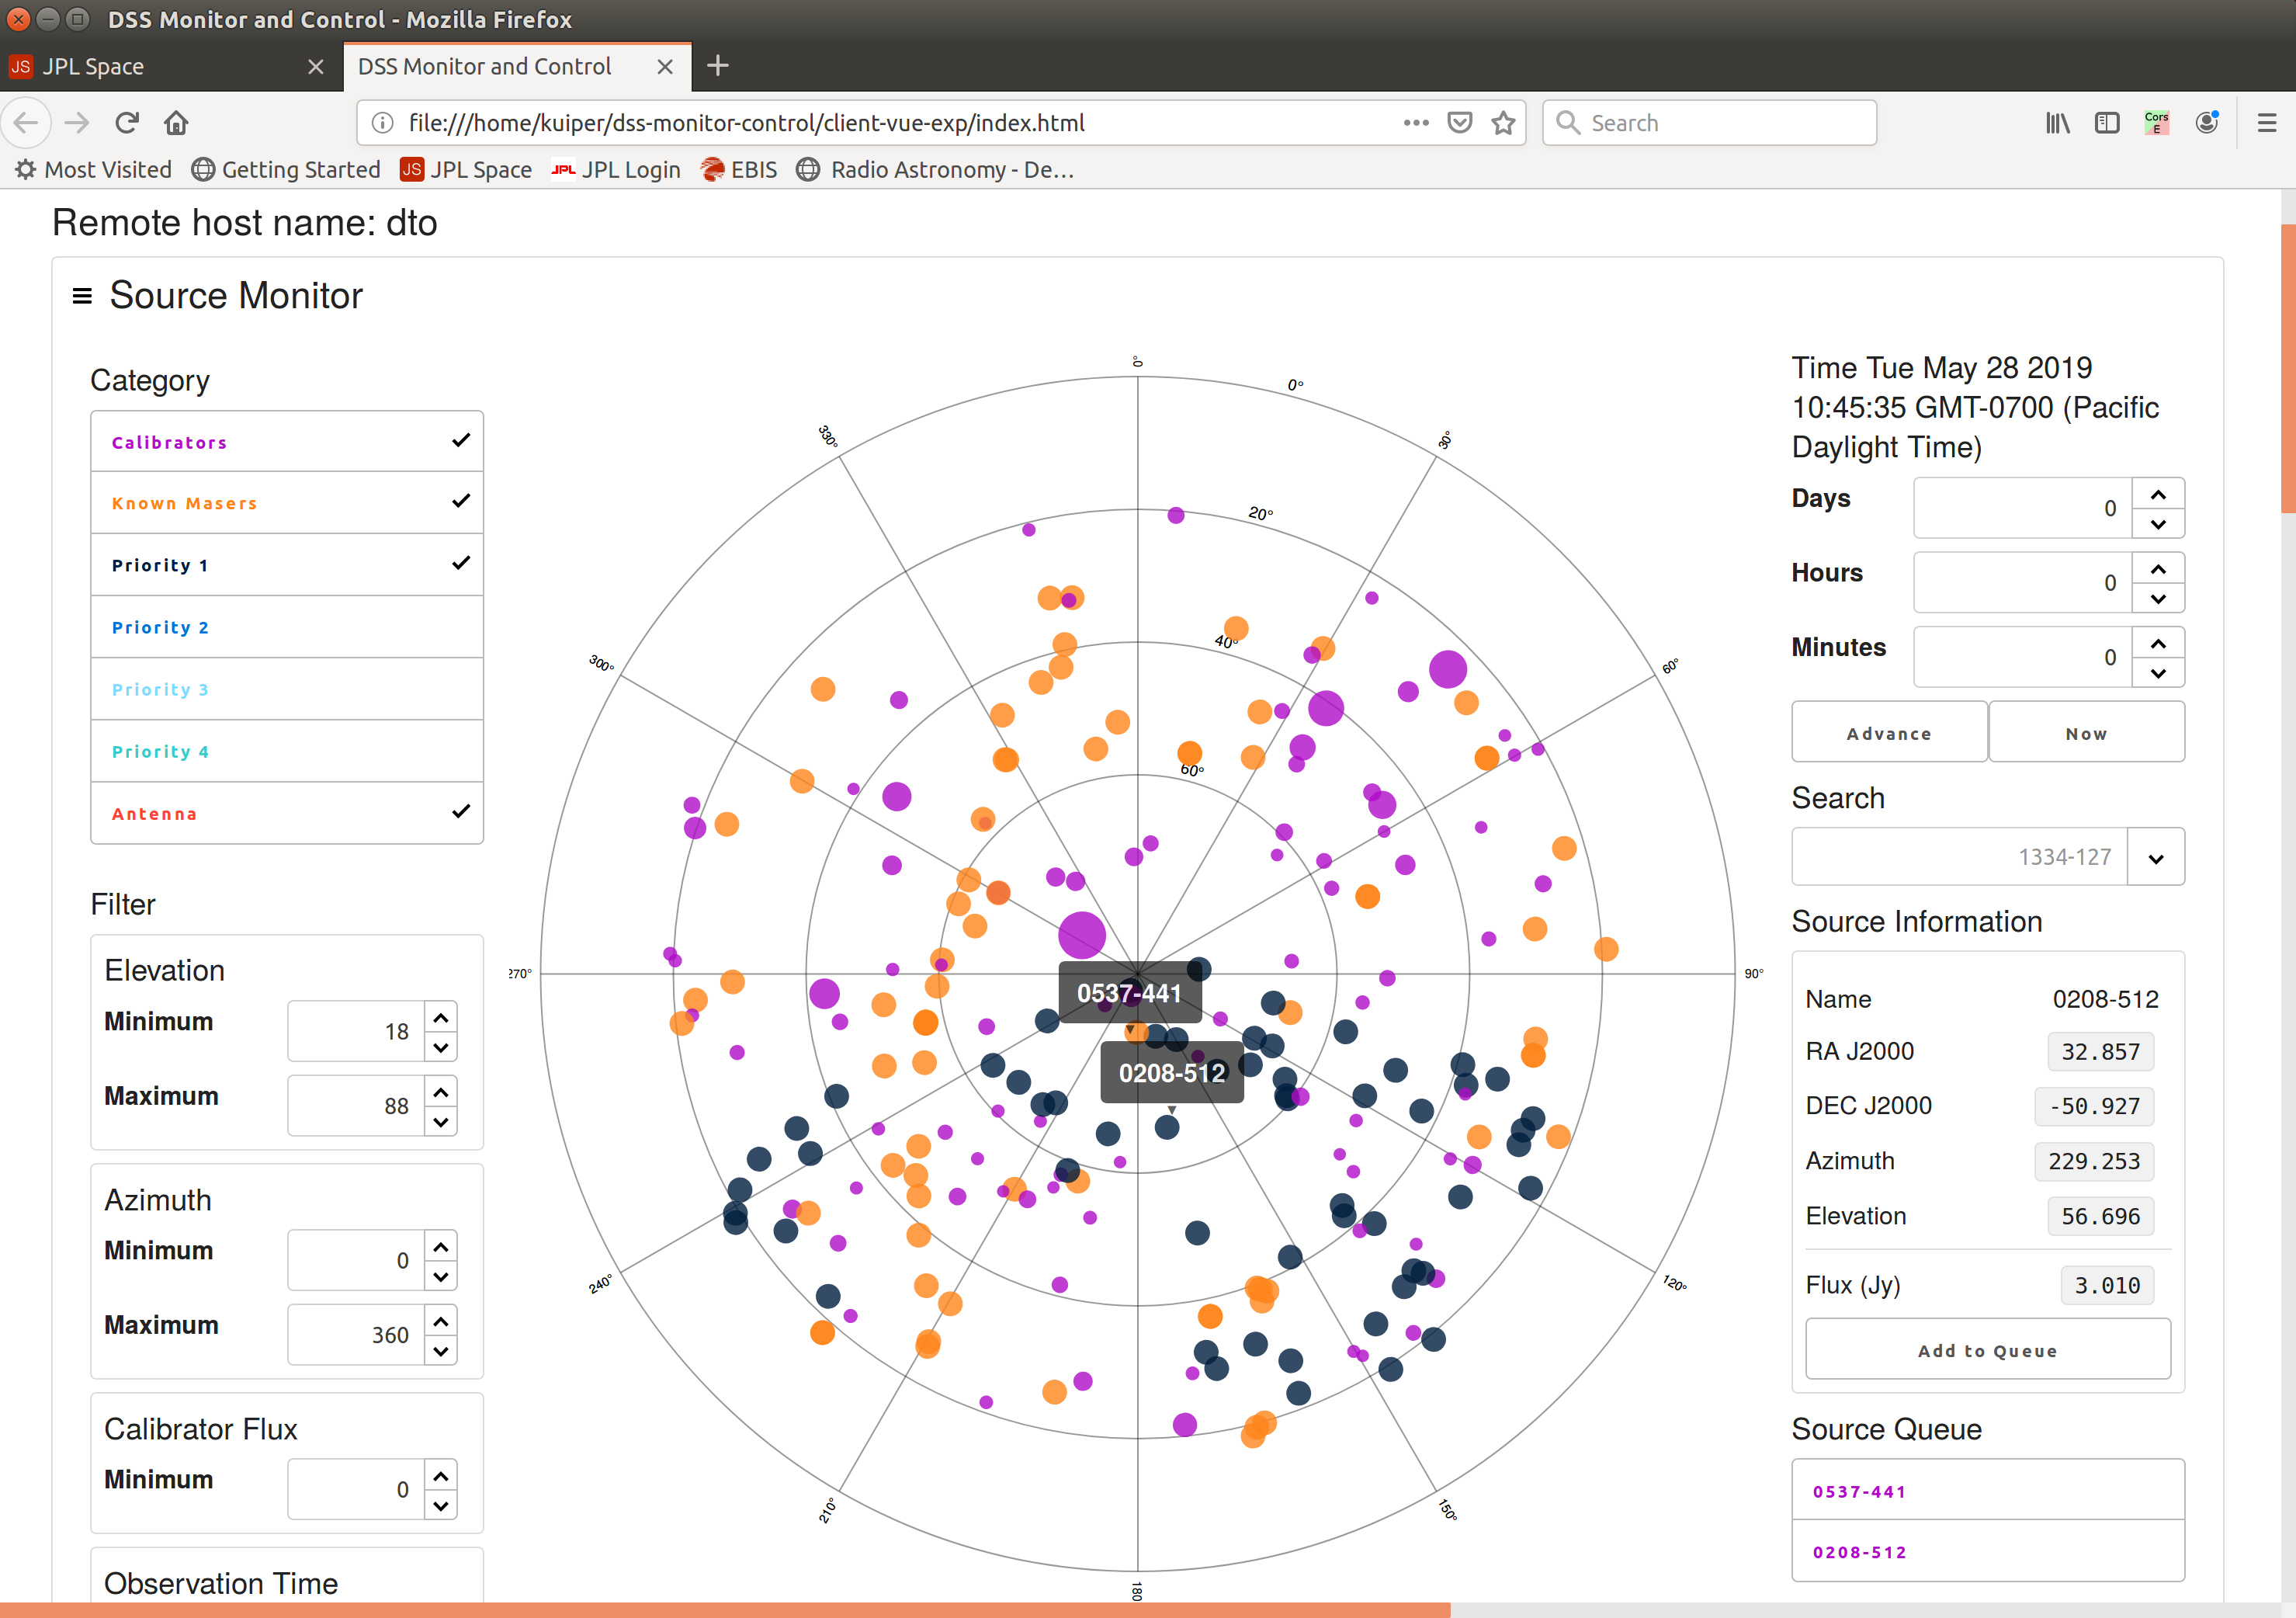 DSS Monitor and Control - Mozilla Firefox
JS JPL Space
DSS Monitor and Control
file:///home/kuiper/dss-monitor-control/client-vue-exp/index.html
Search
Cors
E
Most Visited
Getting Started
JS JPL Space
JPL JPL Login
EBIS
Radio Astronomy - De...
Remote host name: dto
Source Monitor
Category
Calibrators
Known Masers
Priority 1
Priority 2
Priority 3
Priority 4
Antenna
Filter
Elevation
Minimum 18
Maximum 88
Azimuth
Minimum 0
Maximum 360
Calibrator Flux
Minimum 0
Observation Time
0°
30°
60°
90°
120°
150°
180
210°
240°
270°
300°
330°
0°
20°
40°
60°
0537-441
0208-512
Time Tue May 28 2019
10:45:35 GMT-0700 (Pacific
Daylight Time)
Days 0
Hours 0
Minutes 0
Advance Now
Search
1334-127
Source Information
Name 0208-512
RA J2000 32.857
DEC J2000 -50.927
Azimuth 229.253
Elevation 56.696
Flux (Jy) 3.010
Add to Queue
Source Queue
0537-441
0208-512